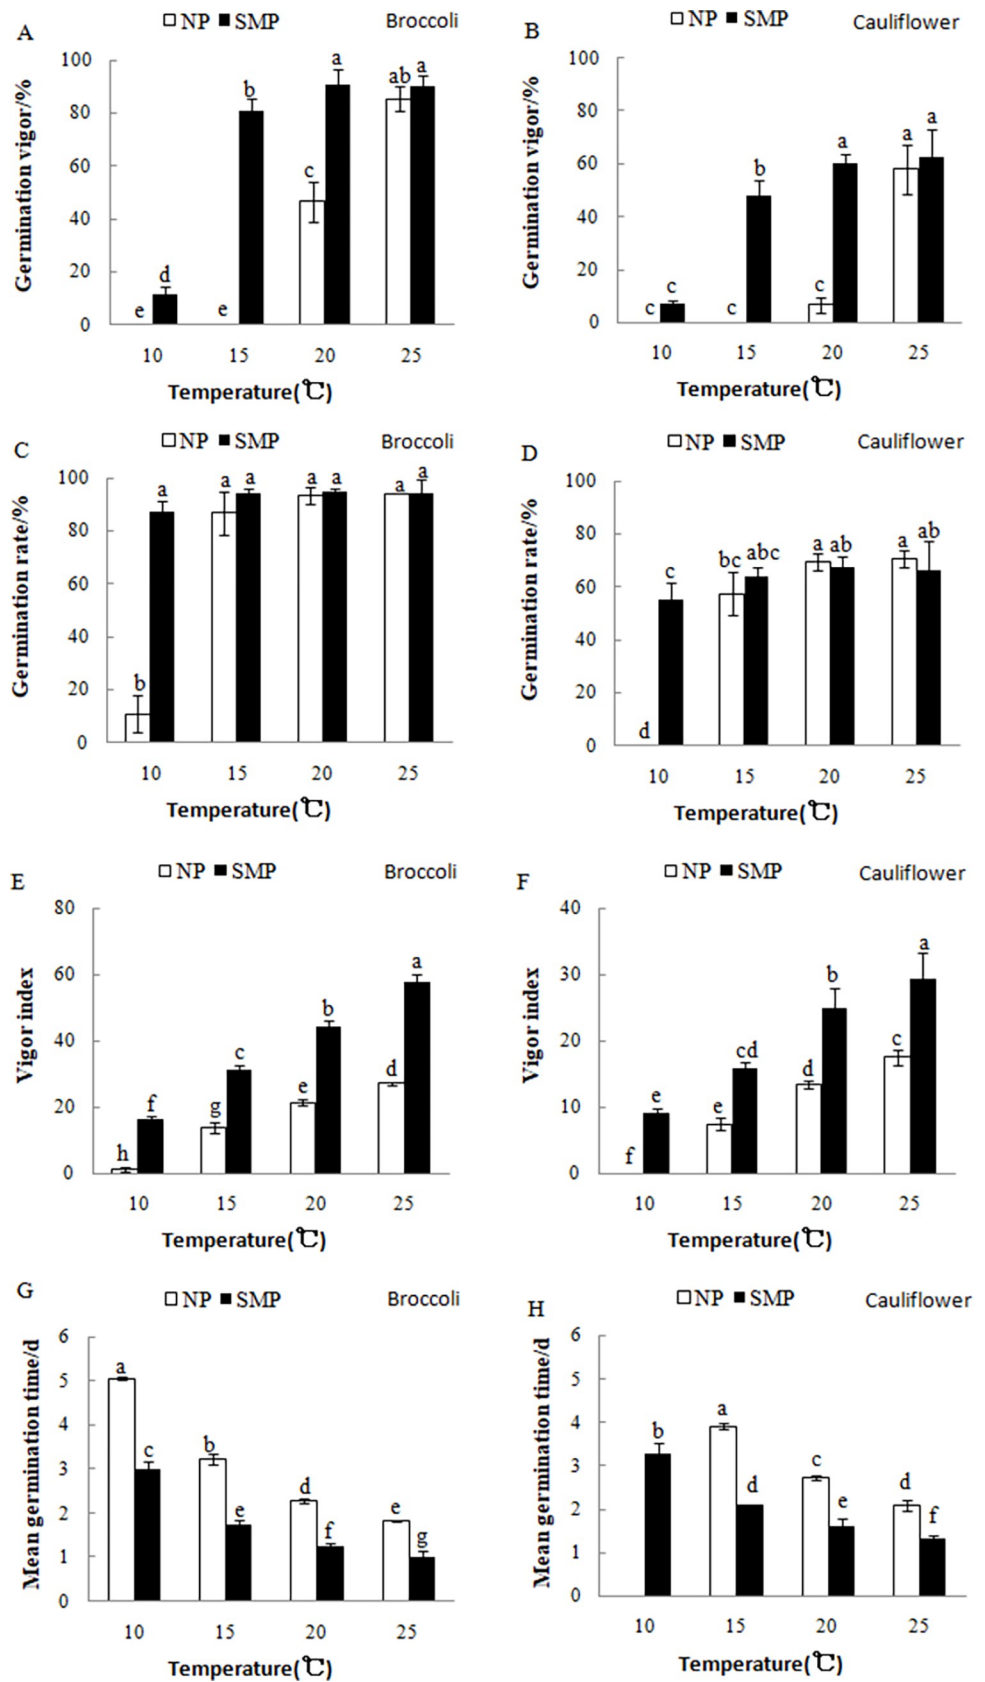 A
NP SMP Broccoli
Germination vigor/%
100
80
60
40
20
0
e d e b c a ab a
10 15 20 25
Temperature(℃)
B
NP SMP Cauliflower
Germination vigor/%
100
80
60
40
20
0
c c c b c a a a
10 15 20 25
Temperature(℃)
C
NP SMP Broccoli
Germination rate/%
100
80
60
40
20
0
b a a a a a a a
10 15 20 25
Temperature(℃)
D
NP SMP Cauliflower
Germination rate/%
100
80
60
40
20
0
d c bc abc a ab a ab
10 15 20 25
Temperature(℃)
E
NP SMP Broccoli
Vigor index
80
60
40
20
0
h f g c e b d a
10 15 20 25
Temperature(℃)
F
NP SMP Cauliflower
Vigor index
40
30
20
10
0
f e e cd d b c a
10 15 20 25
Temperature(℃)
G
NP SMP Broccoli
Mean germination time/d
6
5
4
3
2
1
0
a c b e d f e g
10 15 20 25
Temperature(℃)
H
NP SMP Cauliflower
Mean germination time/d
6
5
4
3
2
1
0
b a d c e d f
10 15 20 25
Temperature(℃)